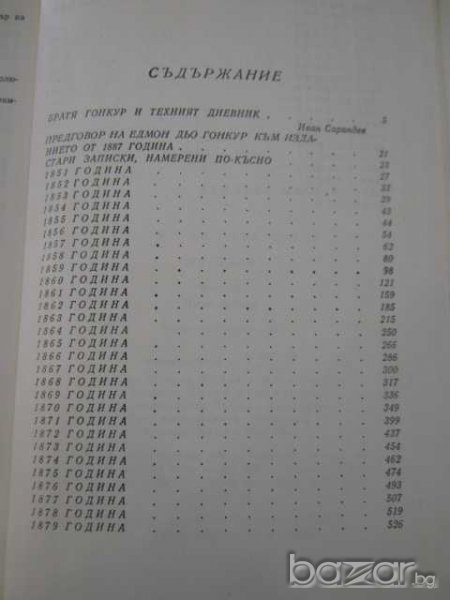 ър на
СЪДЪРЖАНИЕ
БРАТЯ ГОНКУР И ТЕХНИЯТ ДНЕВНИК . . . . . 5
Иван Сарандев
ПРЕДГОВОР НА ЕДМОН ДЬО ГОНКУР КЪМ ИЗДА-
НИЕТО ОТ 1887 ГОДИНА . . . . . 21
СТАРИ ЗАПИСКИ, НАМЕРЕНИ ПО-КЪСНО 23
1851 ГОДИНА . . . . . 27
1852 ГОДИНА . . . . . 31
1853 ГОДИНА . . . . .
1854 ГОДИНА . . . . . 43
1855 ГОДИНА . . . . . 44
1856 ГОДИНА . . . . . 54
1857 ГОДИНА . . . . . 62
1858 ГОДИНА . . . . . 80
1859 ГОДИНА . . . . . 98
1860 ГОДИНА . . . . . 121
1861 ГОДИНА . . . . . 159
1862 ГОДИНА . . . . . 185
1863 ГОДИНА . . . . . 215
1864 ГОДИНА . . . . . 250
1865 ГОДИНА . . . . . 266
1866 ГОДИНА . . . . . 286
1867 ГОДИНА . . . . . 300
1868 ГОДИНА . . . . . 317
1869 ГОДИНА . . . . . 336
1870 ГОДИНА . . . . . 349
1871 ГОДИНА . . . . . 399
1872 ГОДИНА . . . . . 437
1873 ГОДИНА . . . . . 454
1874 ГОДИНА . . . . . 462
1875 ГОДИНА . . . . . 474
1876 ГОДИНА . . . . . 493
1877 ГОДИНА . . . . . 507
1878 ГОДИНА . . . . . 519
1879 ГОДИНА . . . . . 526
bazar.bg